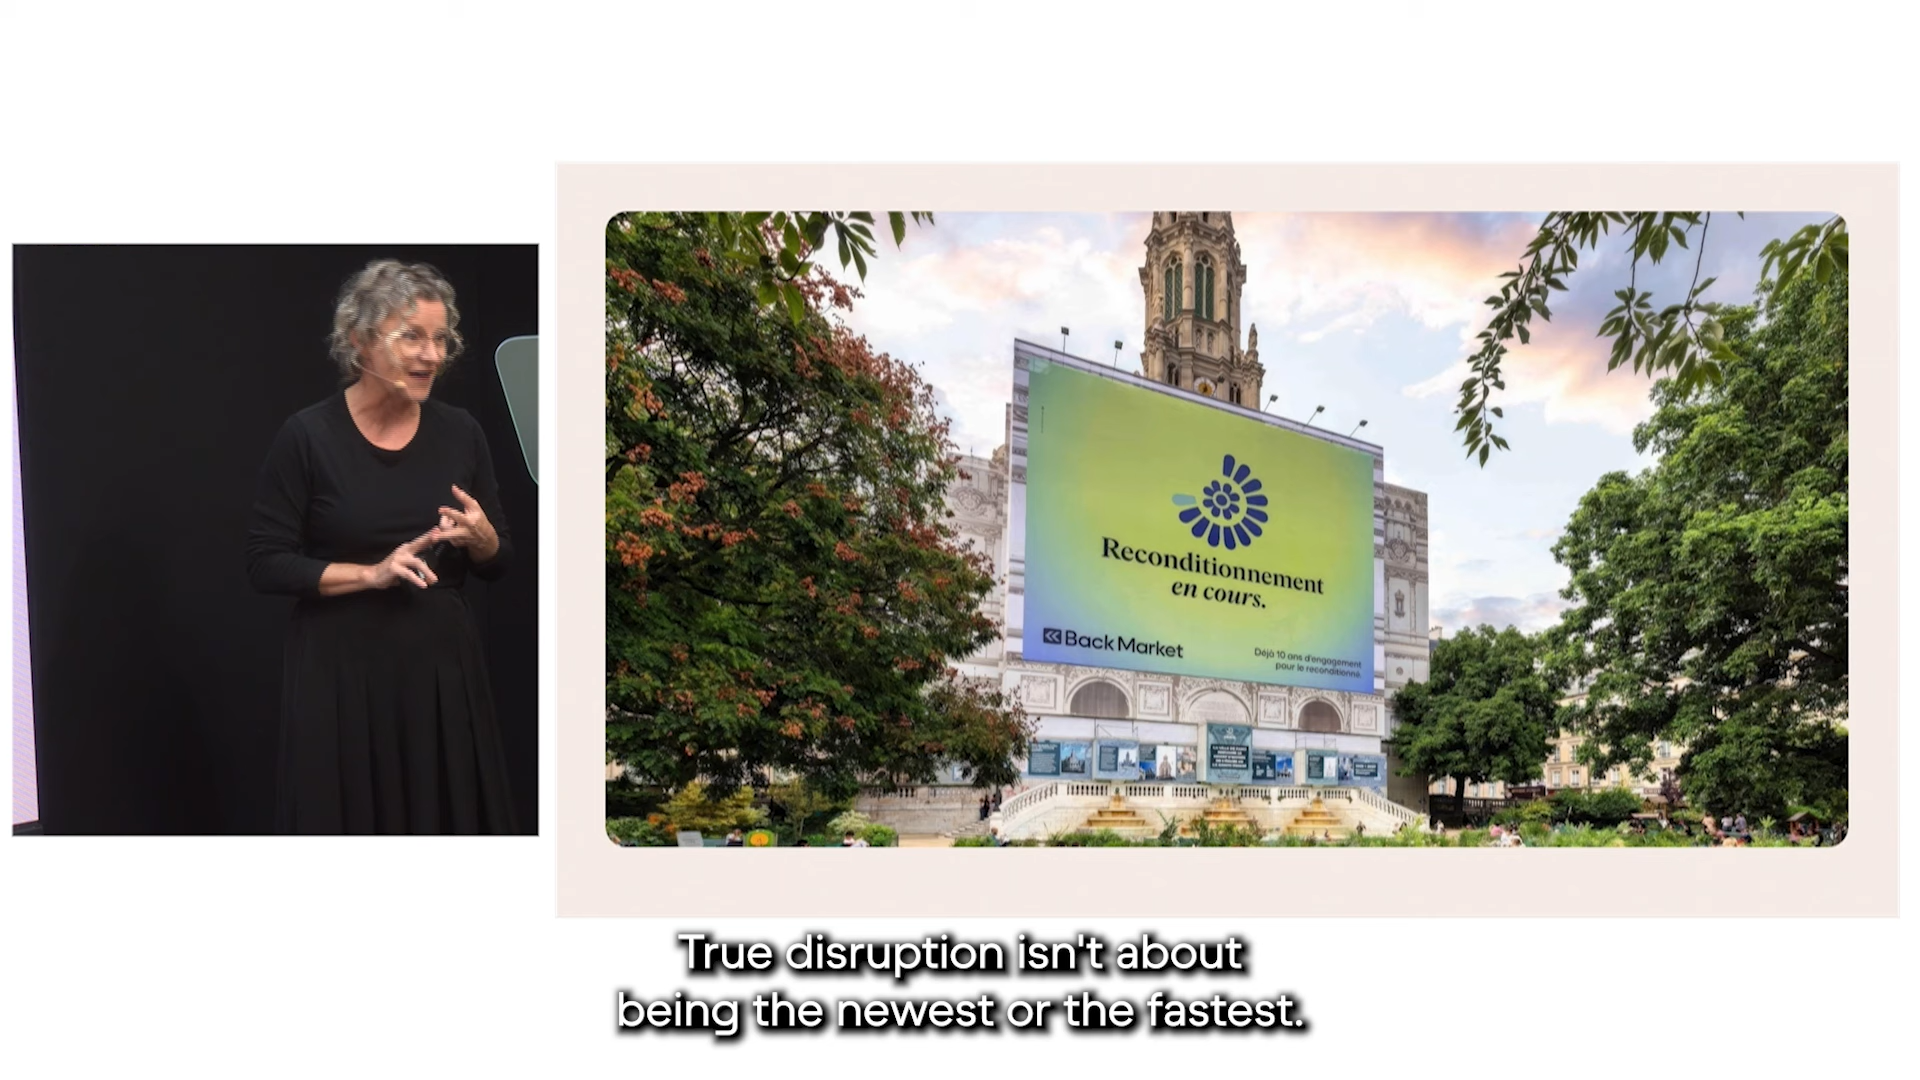 Reconditionnement
en cours.
Back Market
Déjà 10 ans d'engagement
pour le reconditionné.
True disruption isn't about
being the newest or the fastest.